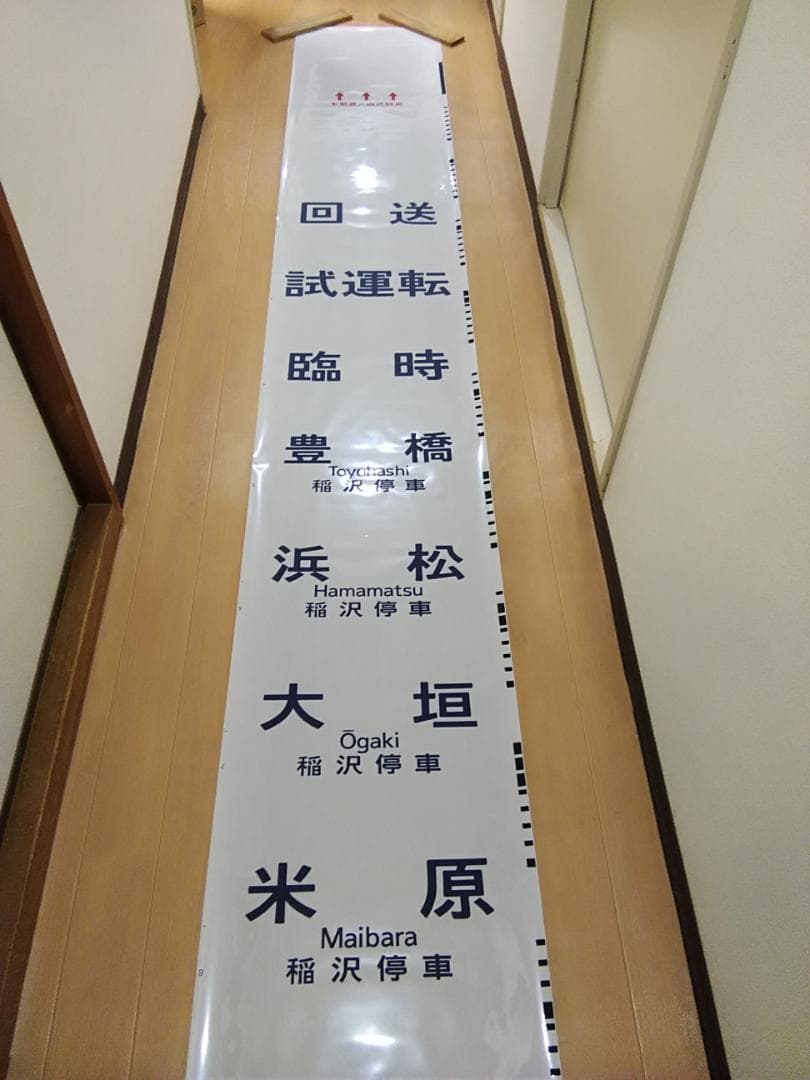 回送
試運転
臨時
豊橋
Toyohashi
稲沢停車
浜松
Hamamatsu
稲沢停車
大垣
Ōgaki
稲沢停車
米原
Maibara
稲沢停車
8